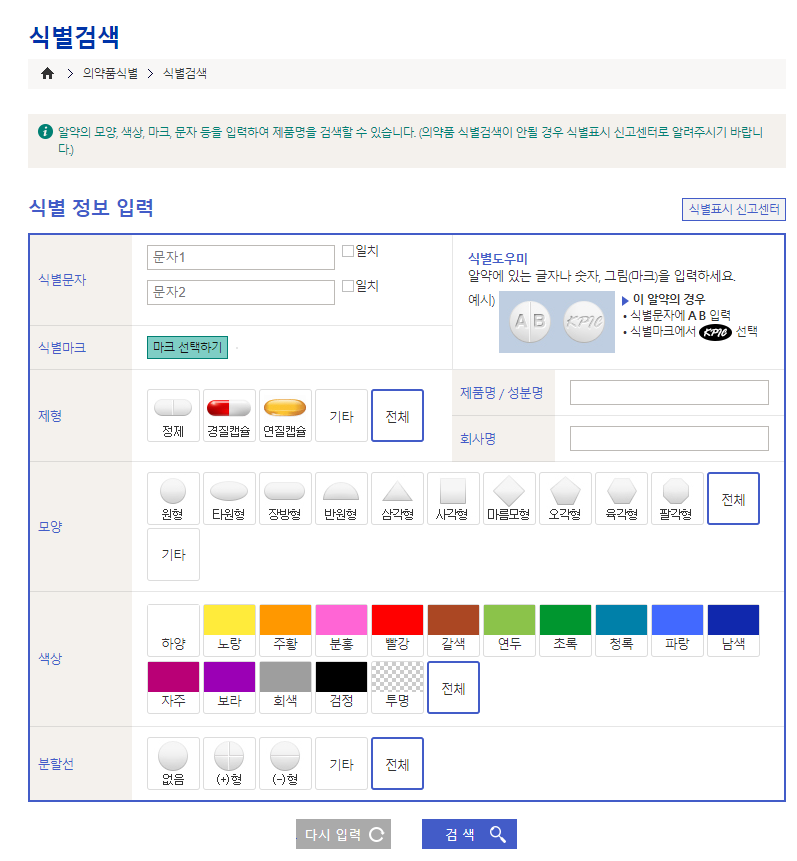 식별검색
의약품식별 > 식별검색
알약의 모양, 색상, 마크, 문자 등을 입력하여 제품명을 검색할 수 있습니다. (의약품 식별검색이 안될 경우 식별표시 신고센터로 알려주시기 바랍니
다.)
식별 정보 입력
식별표시 신고센터
식별문자
문자1
일치
문자2
일치
식별도우미
알약에 있는 글자나 숫자, 그림(마크)을 입력하세요.
예시)
A B
KPIC
이 알약의 경우
• 식별문자에 A B 입력
• 식별마크에서 KPIC 선택
식별마크
마크 선택하기
제형
정제 경질캡슐 연질캡슐 기타 전체
제품명 / 성분명
회사명
모양
원형 타원형 장방형 반원형 삼각형 사각형 마름모형 오각형 육각형 팔각형 전체
기타
색상
하양 노랑 주황 분홍 빨강 갈색 연두 초록 청록 파랑 남색
자주 보라 회색 검정 투명 전체
분할선
없음 (+)형 (-)형 기타 전체
다시 입력 검 색